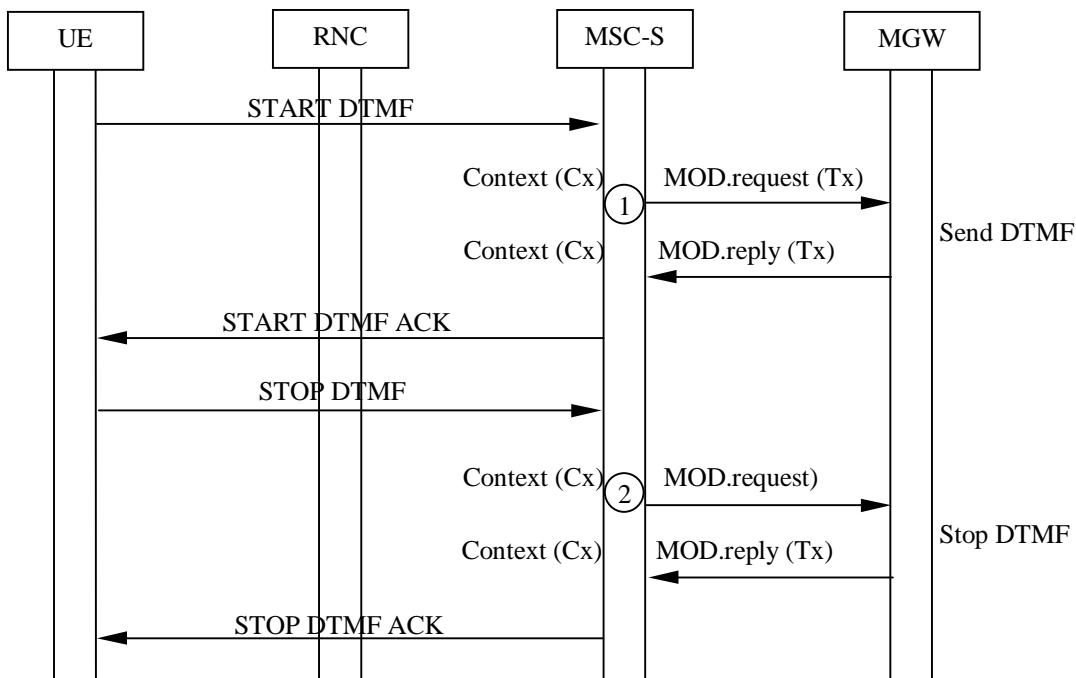 UE
RNC
MSC-S
MGW
START DTMF
Context (Cx)
MOD.request (Tx)
1
Send DTMF
Context (Cx)
MOD.reply (Tx)
START DTMF ACK
STOP DTMF
Context (Cx)
MOD.request)
2
Stop DTMF
Context (Cx)
MOD.reply (Tx)
STOP DTMF ACK